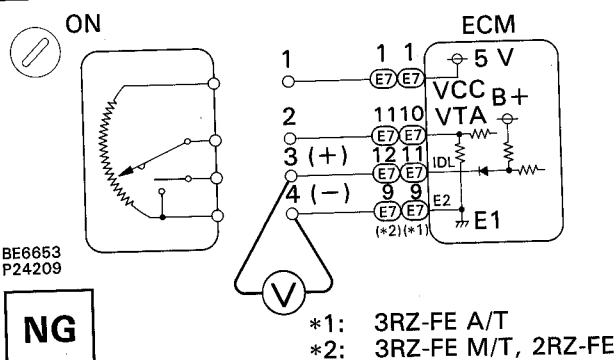 ON
ECM
1 1 1 5 V
E7 E7
VCC
B+
2 11 10 VTA
E7 E7
3 (+) 12 11 IDL
E7 E7
4 (−) 9 9 E2
E7 E7
(*2) (*1)
E1
BE6653
P24209
V
NG
*1: 3RZ-FE A/T
*2: 3RZ-FE M/T, 2RZ-FE